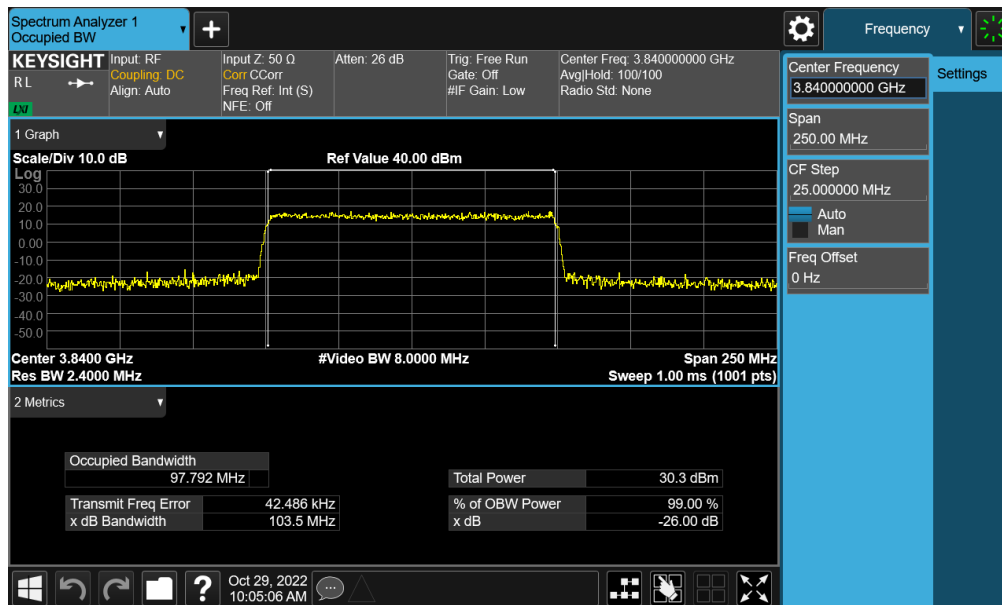 Spectrum Analyzer 1
Occupied BW
+
Frequency
KEYSIGHT
RL
LXI
Input: RF
Coupling: DC
Align: Auto
Input Z: 50 Ω
Corr CCorr
Freq Ref: Int (S)
NFE: Off
Atten: 26 dB
Trig: Free Run
Gate: Off
#IF Gain: Low
Center Freq: 3.840000000 GHz
Avg|Hold: 100/100
Radio Std: None
Center Frequency
3.840000000 GHz
Settings
Span
250.00 MHz
CF Step
25.000000 MHz
Auto
Man
Freq Offset
0 Hz
1 Graph
Scale/Div 10.0 dB
Ref Value 40.00 dBm
Log
30.0
20.0
10.0
0.00
-10.0
-20.0
-30.0
-40.0
-50.0
Center 3.8400 GHz
#Video BW 8.0000 MHz
Span 250 MHz
Res BW 2.4000 MHz
Sweep 1.00 ms (1001 pts)
2 Metrics
Occupied Bandwidth
97.792 MHz
Total Power 30.3 dBm
Transmit Freq Error 42.486 kHz
% of OBW Power 99.00 %
x dB Bandwidth 103.5 MHz
x dB -26.00 dB
?
Oct 29, 2022
10:05:06 AM